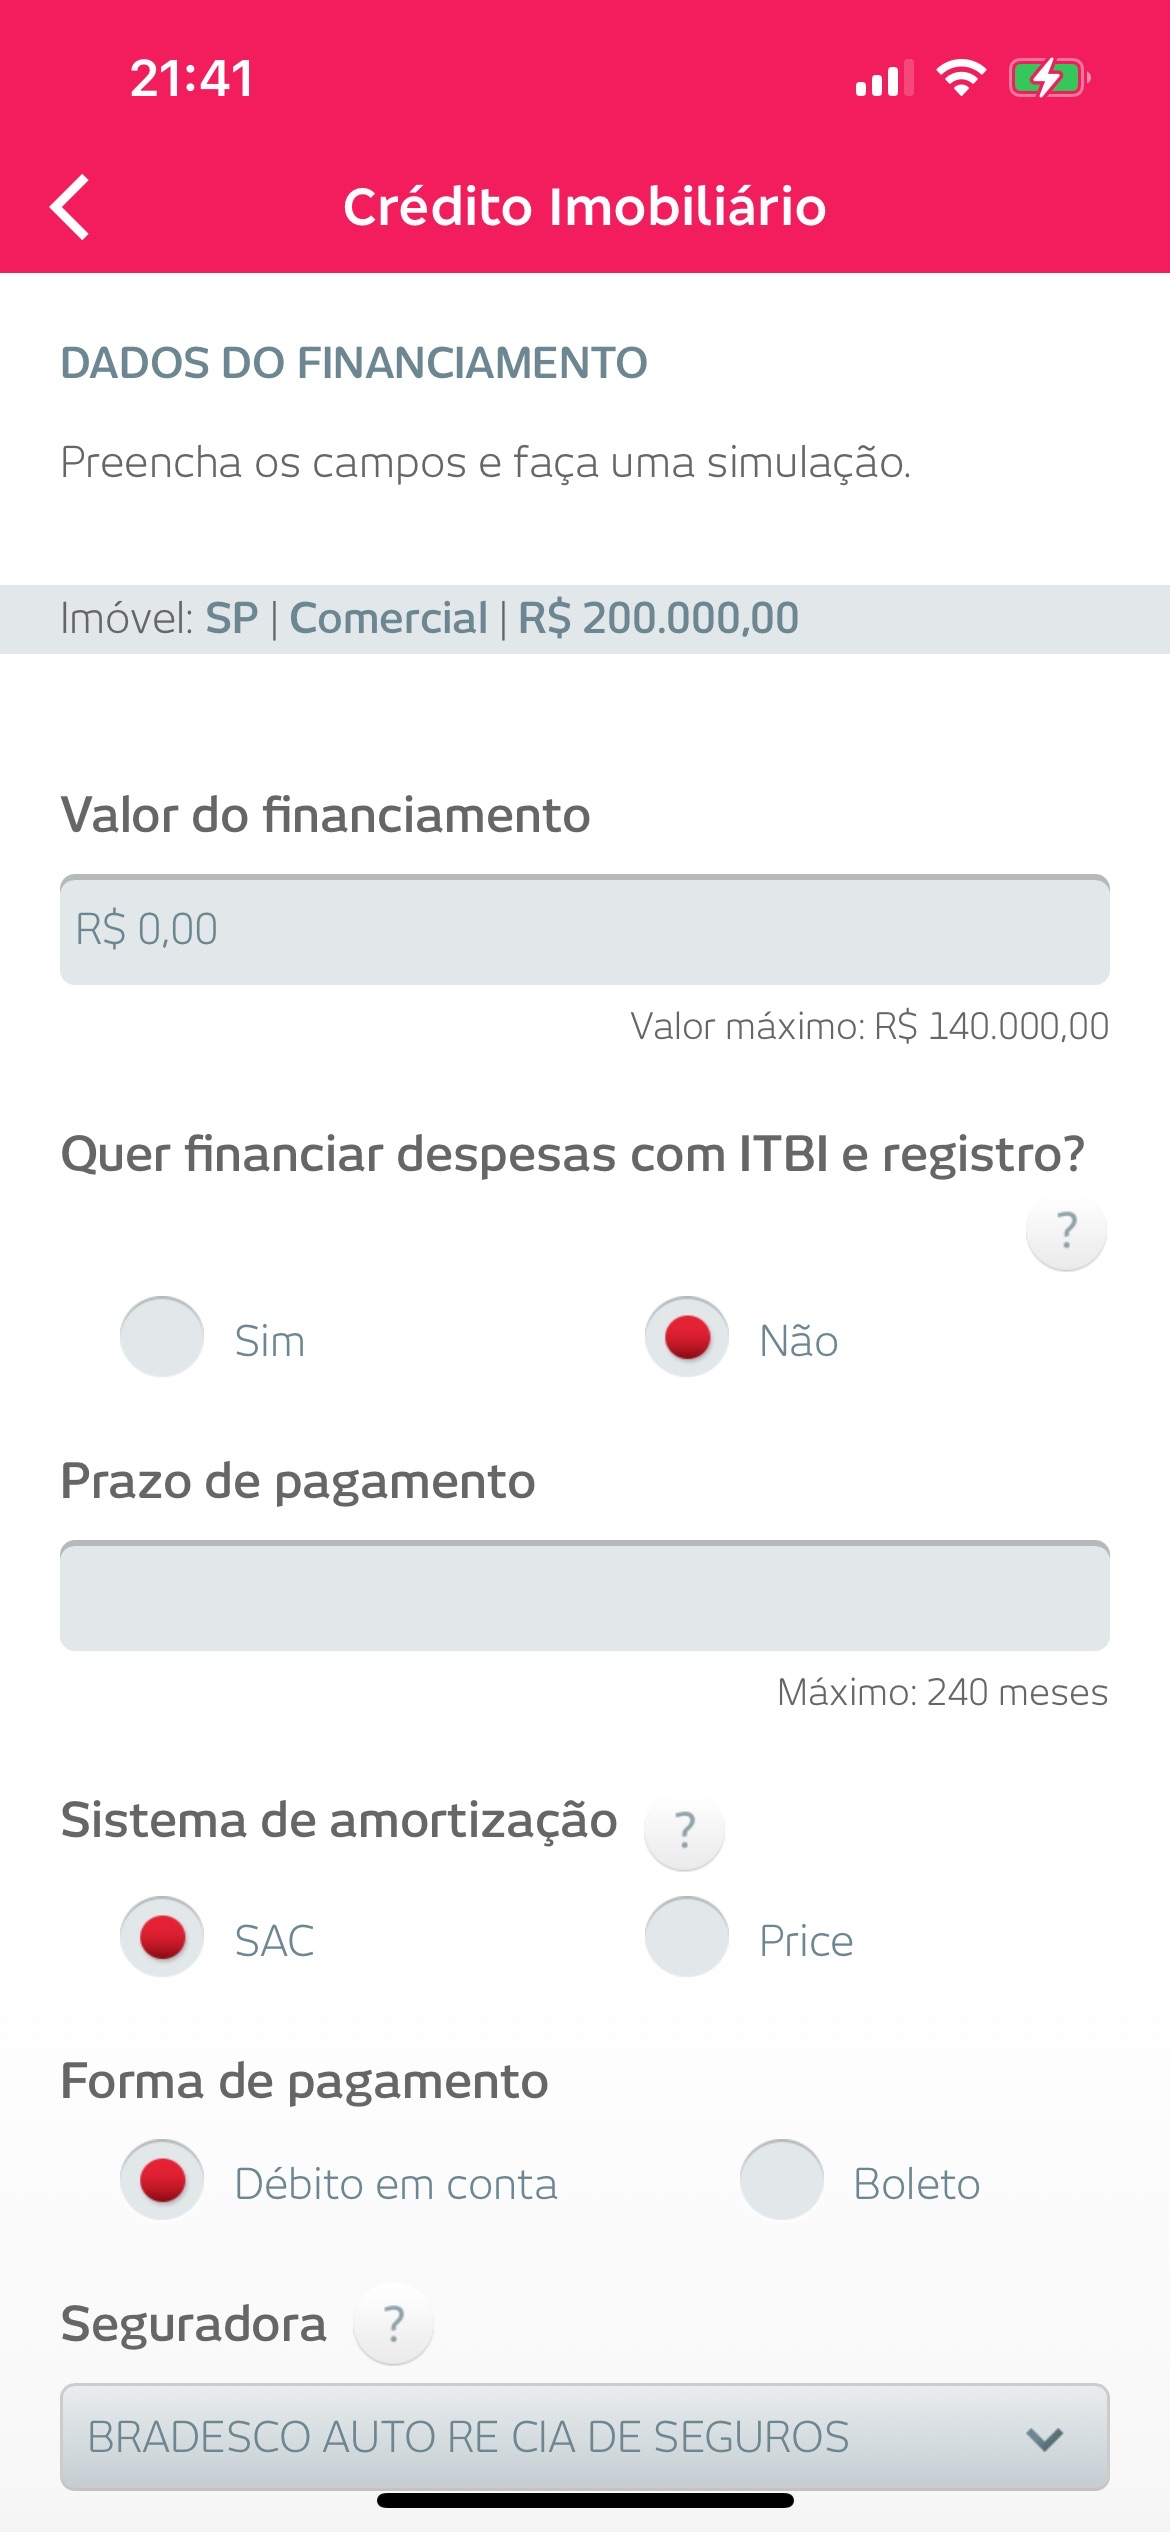 21:41
Crédito Imobiliário
DADOS DO FINANCIAMENTO
Preencha os campos e faça uma simulação.
Imóvel: SP | Comercial | R$ 200.000,00
Valor do financiamento
R$ 0,00
Valor máximo: R$ 140.000,00
Quer financiar despesas com ITBI e registro?
?
Sim Não
Prazo de pagamento
Máximo: 240 meses
Sistema de amortização ?
SAC Price
Forma de pagamento
Débito em conta Boleto
Seguradora ?
BRADESCO AUTO RE CIA DE SEGUROS